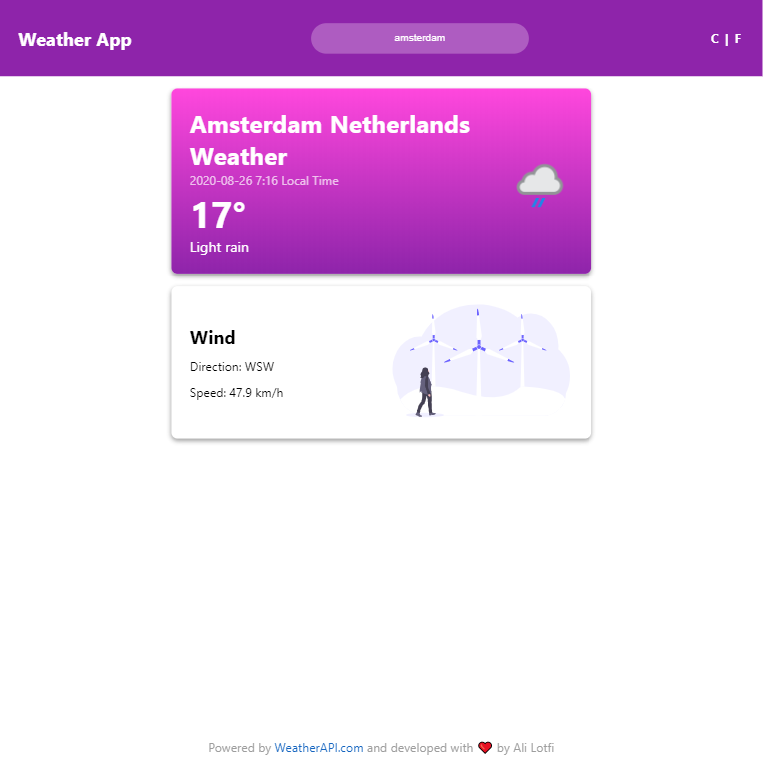 Weather App
amsterdam
C | F
Amsterdam Netherlands
Weather
2020-08-26 7:16 Local Time
17°
Light rain
Wind
Direction: WSW
Speed: 47.9 km/h
Powered by WeatherAPI.com and developed with ❤ by Ali Lotfi